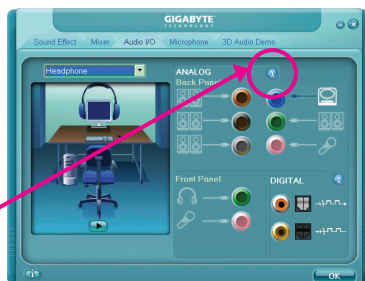 GIGABYTE
TECHNOLOGY
Sound Effect Mixer Audio I/O Microphone 3D Audio Demo
Headphone
ANALOG
Back Panel
Front Panel
DIGITAL
OK